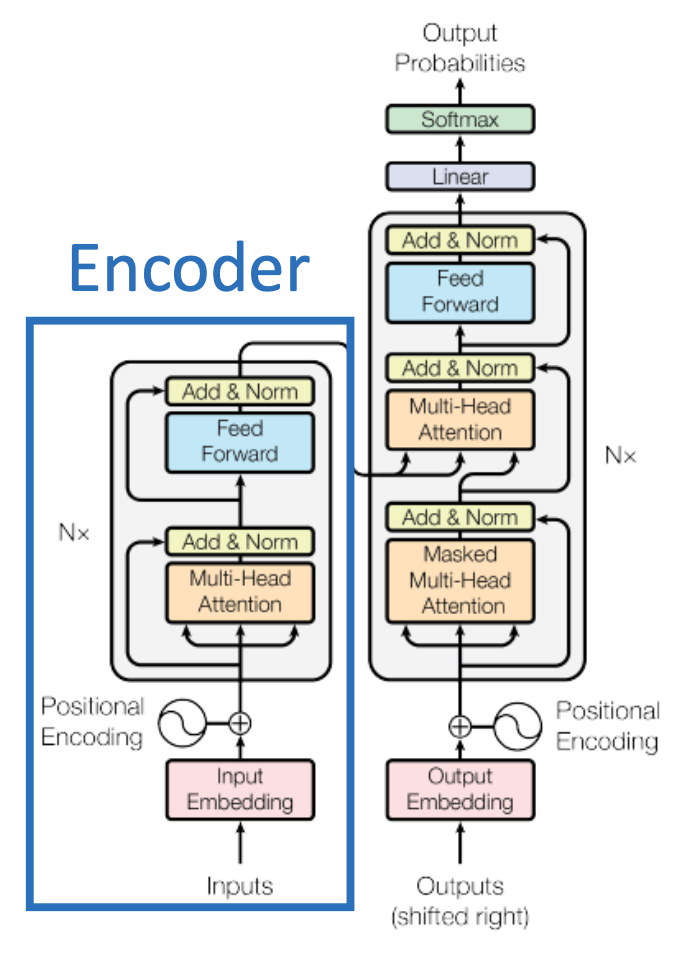 Output
Probabilities
Softmax
Linear
Add & Norm
Feed
Forward
Add & Norm
Multi-Head
Attention
Add & Norm
Masked
Multi-Head
Attention
Nx
Positional
Encoding
Output
Embedding
Outputs
(shifted right)
Encoder
Add & Norm
Feed
Forward
Add & Norm
Multi-Head
Attention
Nx
Positional
Encoding
Input
Embedding
Inputs